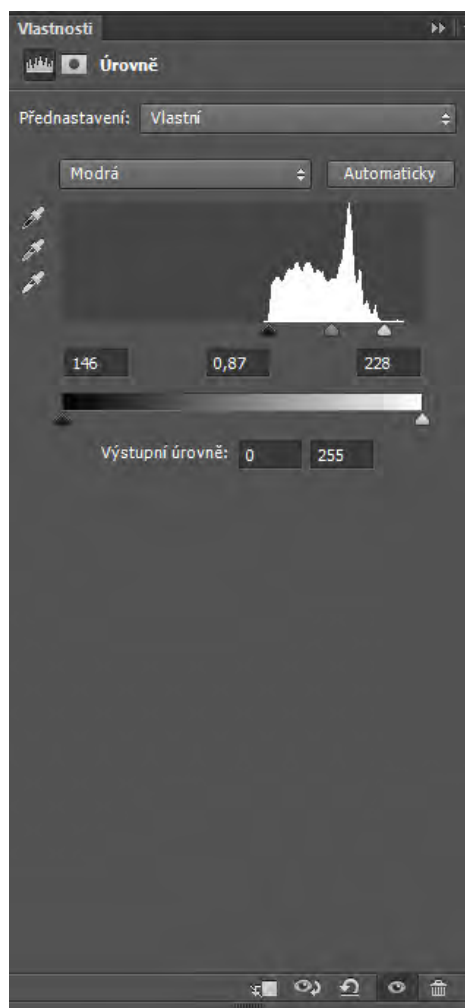 Vlastnosti
Úrovně
Přednastavení: Vlastní
Modrá Automaticky
146 0,87 228
Výstupní úrovně: 0 255